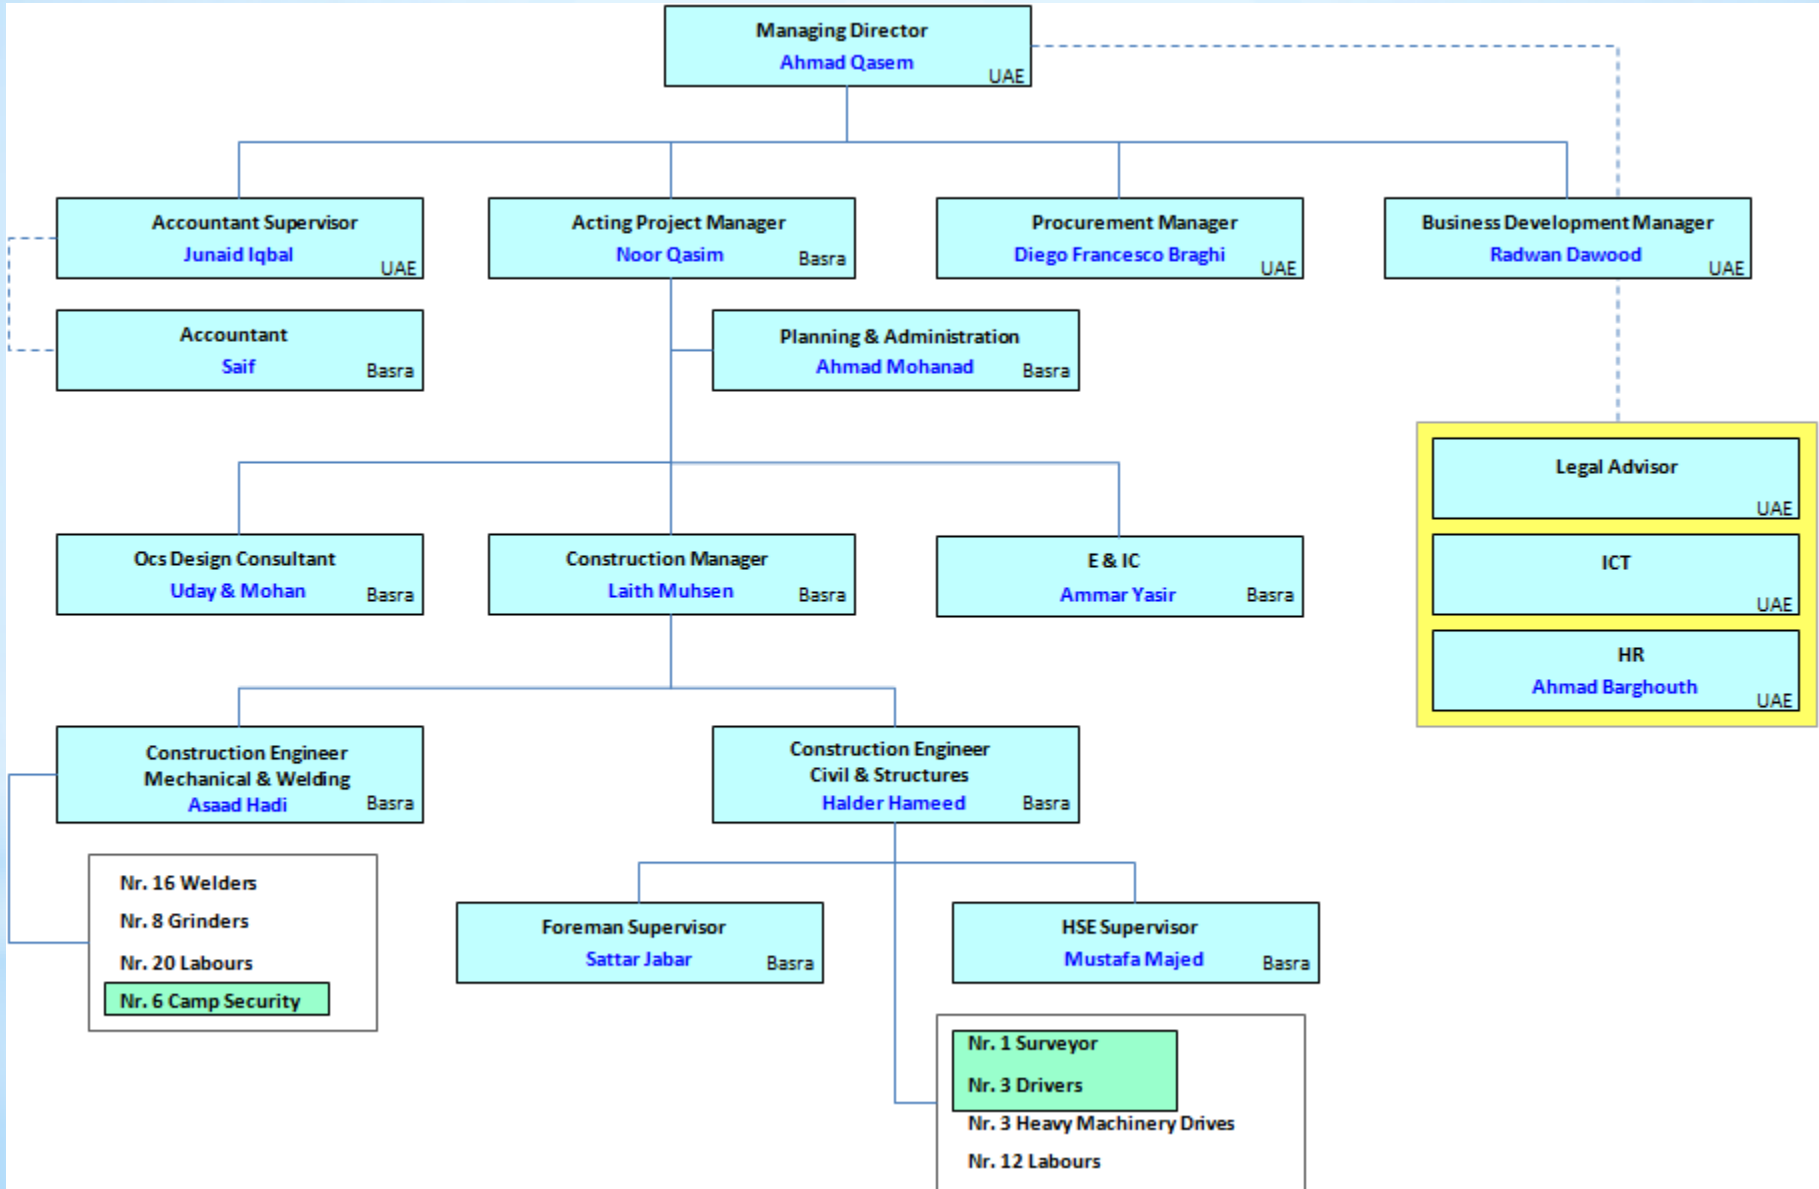 Managing Director
Ahmad Qasem
UAE
Accountant Supervisor
Junaid Iqbal
UAE
Acting Project Manager
Noor Qasim
Basra
Procurement Manager
Diego Francesco Braghi
UAE
Business Development Manager
Radwan Dawood
UAE
Accountant
Saif
Basra
Planning & Administration
Ahmad Mohanad
Basra
Legal Advisor
UAE
ICT
UAE
HR
Ahmad Barghouth
UAE
Ocs Design Consultant
Uday & Mohan
Basra
Construction Manager
Laith Muhsen
Basra
E & IC
Ammar Yasir
Basra
Construction Engineer
Mechanical & Welding
Asaad Hadi
Basra
Construction Engineer
Civil & Structures
Halder Hameed
Basra
Nr. 16 Welders
Nr. 8 Grinders
Nr. 20 Labours
Nr. 6 Camp Security
Foreman Supervisor
Sattar Jabar
Basra
HSE Supervisor
Mustafa Majed
Basra
Nr. 1 Surveyor
Nr. 3 Drivers
Nr. 3 Heavy Machinery Drives
Nr. 12 Labours